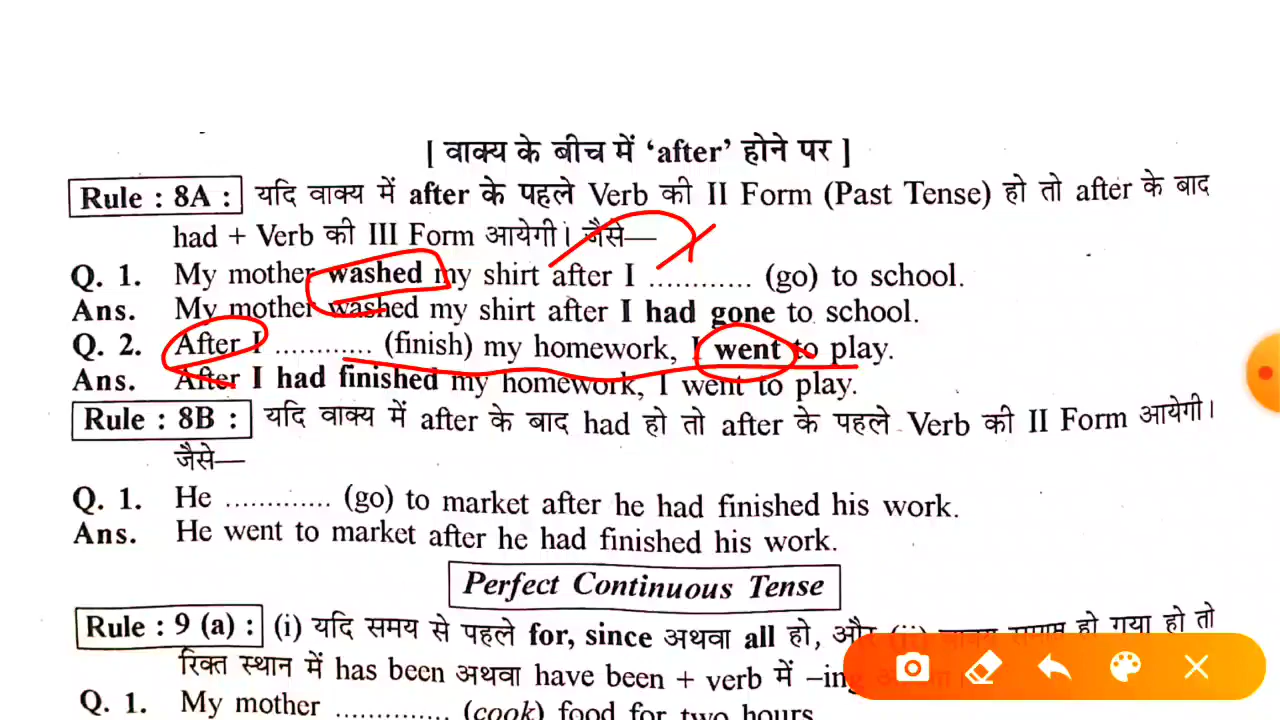 [ वाक्य के बीच में ‘after’ होने पर ]
Rule : 8A : यदि वाक्य में after के पहले Verb की II Form (Past Tense) हो तो after के बाद
had + Verb की III Form आयेगी। जैसे—
Q. 1. My mother washed my shirt after I ............ (go) to school.
Ans. My mother washed my shirt after I had gone to school.
Q. 2. After I ............ (finish) my homework, I went to play.
Ans. After I had finished my homework, I went to play.
Rule : 8B : यदि वाक्य में after के बाद had हो तो after के पहले Verb की II Form आयेगी।
जैसे—
Q. 1. He ............. (go) to market after he had finished his work.
Ans. He went to market after he had finished his work.
Perfect Continuous Tense
Rule : 9 (a) : (i) यदि समय से पहले for, since अथवा all हो, और हो गया हो तो
रिक्त स्थान में has been अथवा have been + verb में –ing
Q. 1. My mother .............. (cook) food for two hours